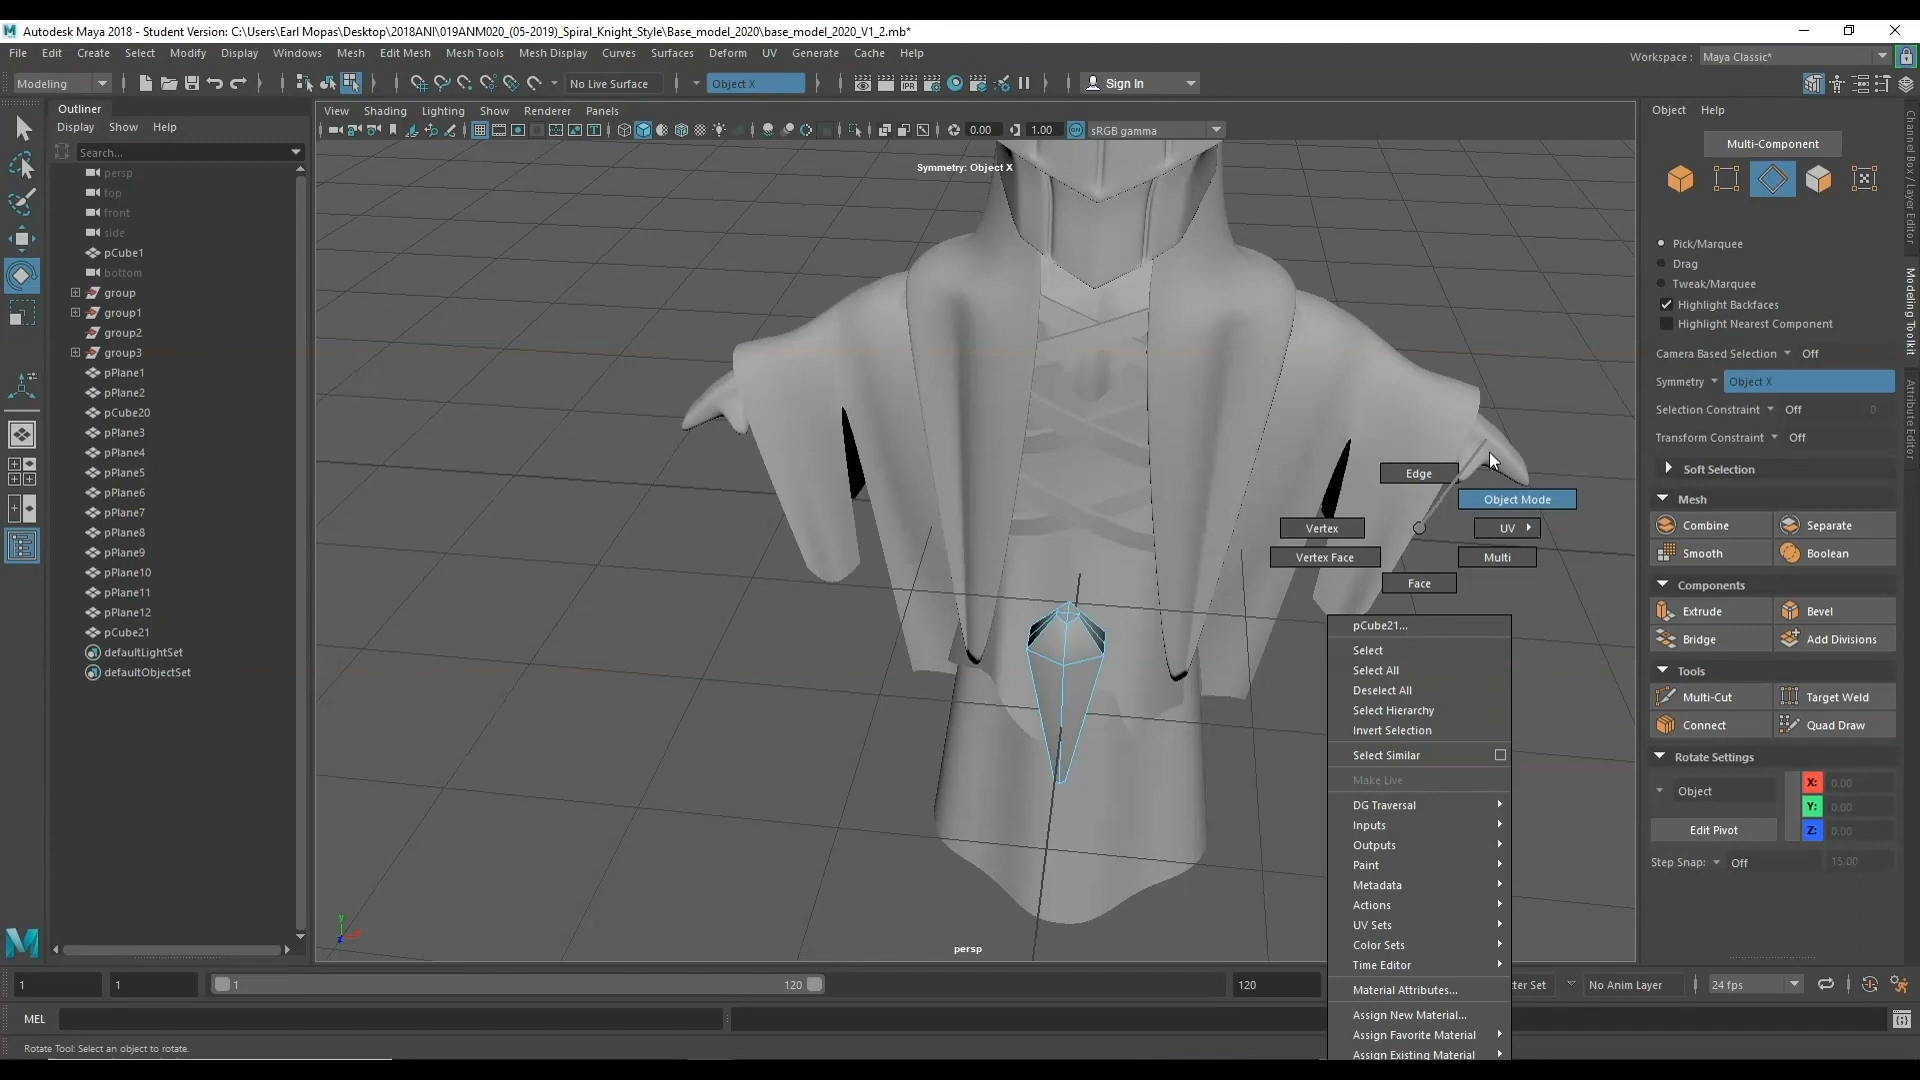 Autodesk Maya 2018 - Student Version: C:\Users\Earl Mopas\Desktop\2018ANI\019ANM020_(05-2019)_Spiral_Knight_Style\Base_model_2020\base_model_2020_V1_2.mb*
File Edit Create Select Modify Display Windows Mesh Edit Mesh Mesh Tools Mesh Display Curves Surfaces Deform UV Generate Cache Help
Workspace : Maya Classic*
Modeling No Live Surface Object X Sign In
Outliner
Display Show Help
Search...
persp
top
front
side
pCube1
bottom
group
group1
group2
group3
pPlane1
pPlane2
pCube20
pPlane3
pPlane4
pPlane5
pPlane6
pPlane7
pPlane8
pPlane9
pPlane10
pPlane11
pPlane12
pCube21
defaultLightSet
defaultObjectSet
View Shading Lighting Show Renderer Panels
0.00 1.00 sRGB gamma
Symmetry: Object X
Edge
Object Mode
Vertex UV
Vertex Face Multi
Face
pCube21...
Select
Select All
Deselect All
Select Hierarchy
Invert Selection
Select Similar
Make Live
DG Traversal
Inputs
Outputs
Paint
Metadata
Actions
UV Sets
Color Sets
Time Editor
Material Attributes...
Assign New Material...
Assign Favorite Material
Assign Existing Material
persp
Object Help
Multi-Component
Pick/Marquee
Drag
Tweak/Marquee
Highlight Backfaces
Highlight Nearest Component
Camera Based Selection Off
Symmetry Object X
Selection Constraint Off 0
Transform Constraint Off
Soft Selection
Mesh
Combine Separate
Smooth Boolean
Components
Extrude Bevel
Bridge Add Divisions
Tools
Multi-Cut Target Weld
Connect Quad Draw
Rotate Settings
X: 0.00
Object
Y: 0.00
Edit Pivot Z: 0.00
Step Snap: Off 15.00
Channel Box / Layer Editor
Modeling Toolkit
Attribute Editor
1 1 1 120 120 cter Set No Anim Layer 24 fps
MEL
Rotate Tool: Select an object to rotate.